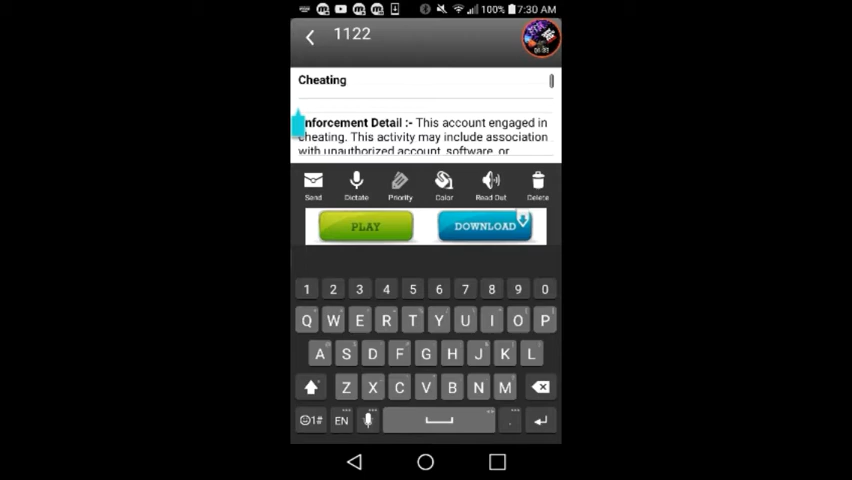 100% 7:30 AM
1122
Cheating
nforcement Detail :- This account engaged in
cheating. This activity may include association
with unauthorized account, software, or
Send Dictate Priority Color Read Out Delete
PLAY DOWNLOAD
1 2 3 4 5 6 7 8 9 0
Q W E R T Y U I O P
A S D F G H J K L
Z X C V B N M
1# EN .